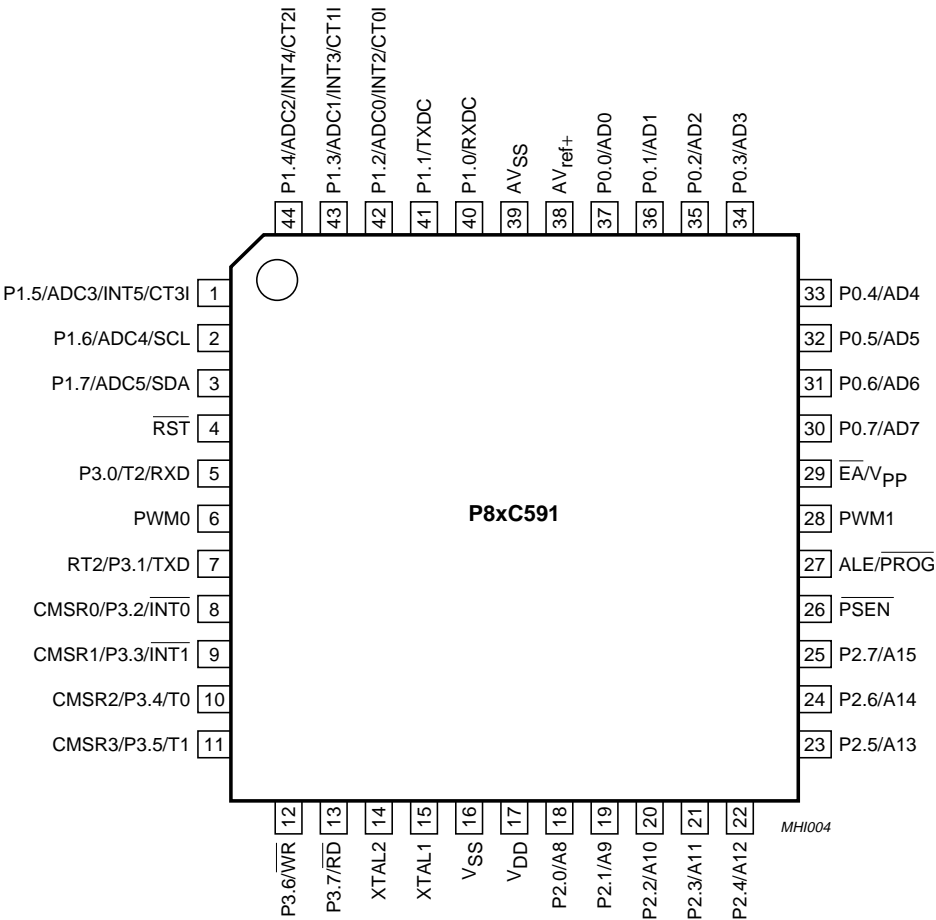 P1.4/ADC2/INT4/CT2I
P1.3/ADC1/INT3/CT1I
P1.2/ADC0/INT2/CT0I
P1.1/TXDC
P1.0/RXDC
AVSS
AVref+
P0.0/AD0
P0.1/AD1
P0.2/AD2
P0.3/AD3
44
43
42
41
40
39
38
37
36
35
34
P1.5/ADC3/INT5/CT3I 1
P1.6/ADC4/SCL 2
P1.7/ADC5/SDA 3
RST 4
P3.0/T2/RXD 5
PWM0 6
RT2/P3.1/TXD 7
CMSR0/P3.2/INT0 8
CMSR1/P3.3/INT1 9
CMSR2/P3.4/T0 10
CMSR3/P3.5/T1 11
P8xC591
33 P0.4/AD4
32 P0.5/AD5
31 P0.6/AD6
30 P0.7/AD7
29 EA/VPP
28 PWM1
27 ALE/PROG
26 PSEN
25 P2.7/A15
24 P2.6/A14
23 P2.5/A13
12
13
14
15
16
17
18
19
20
21
22
P3.6/WR
P3.7/RD
XTAL2
XTAL1
VSS
VDD
P2.0/A8
P2.1/A9
P2.2/A10
P2.3/A11
P2.4/A12
MHI004